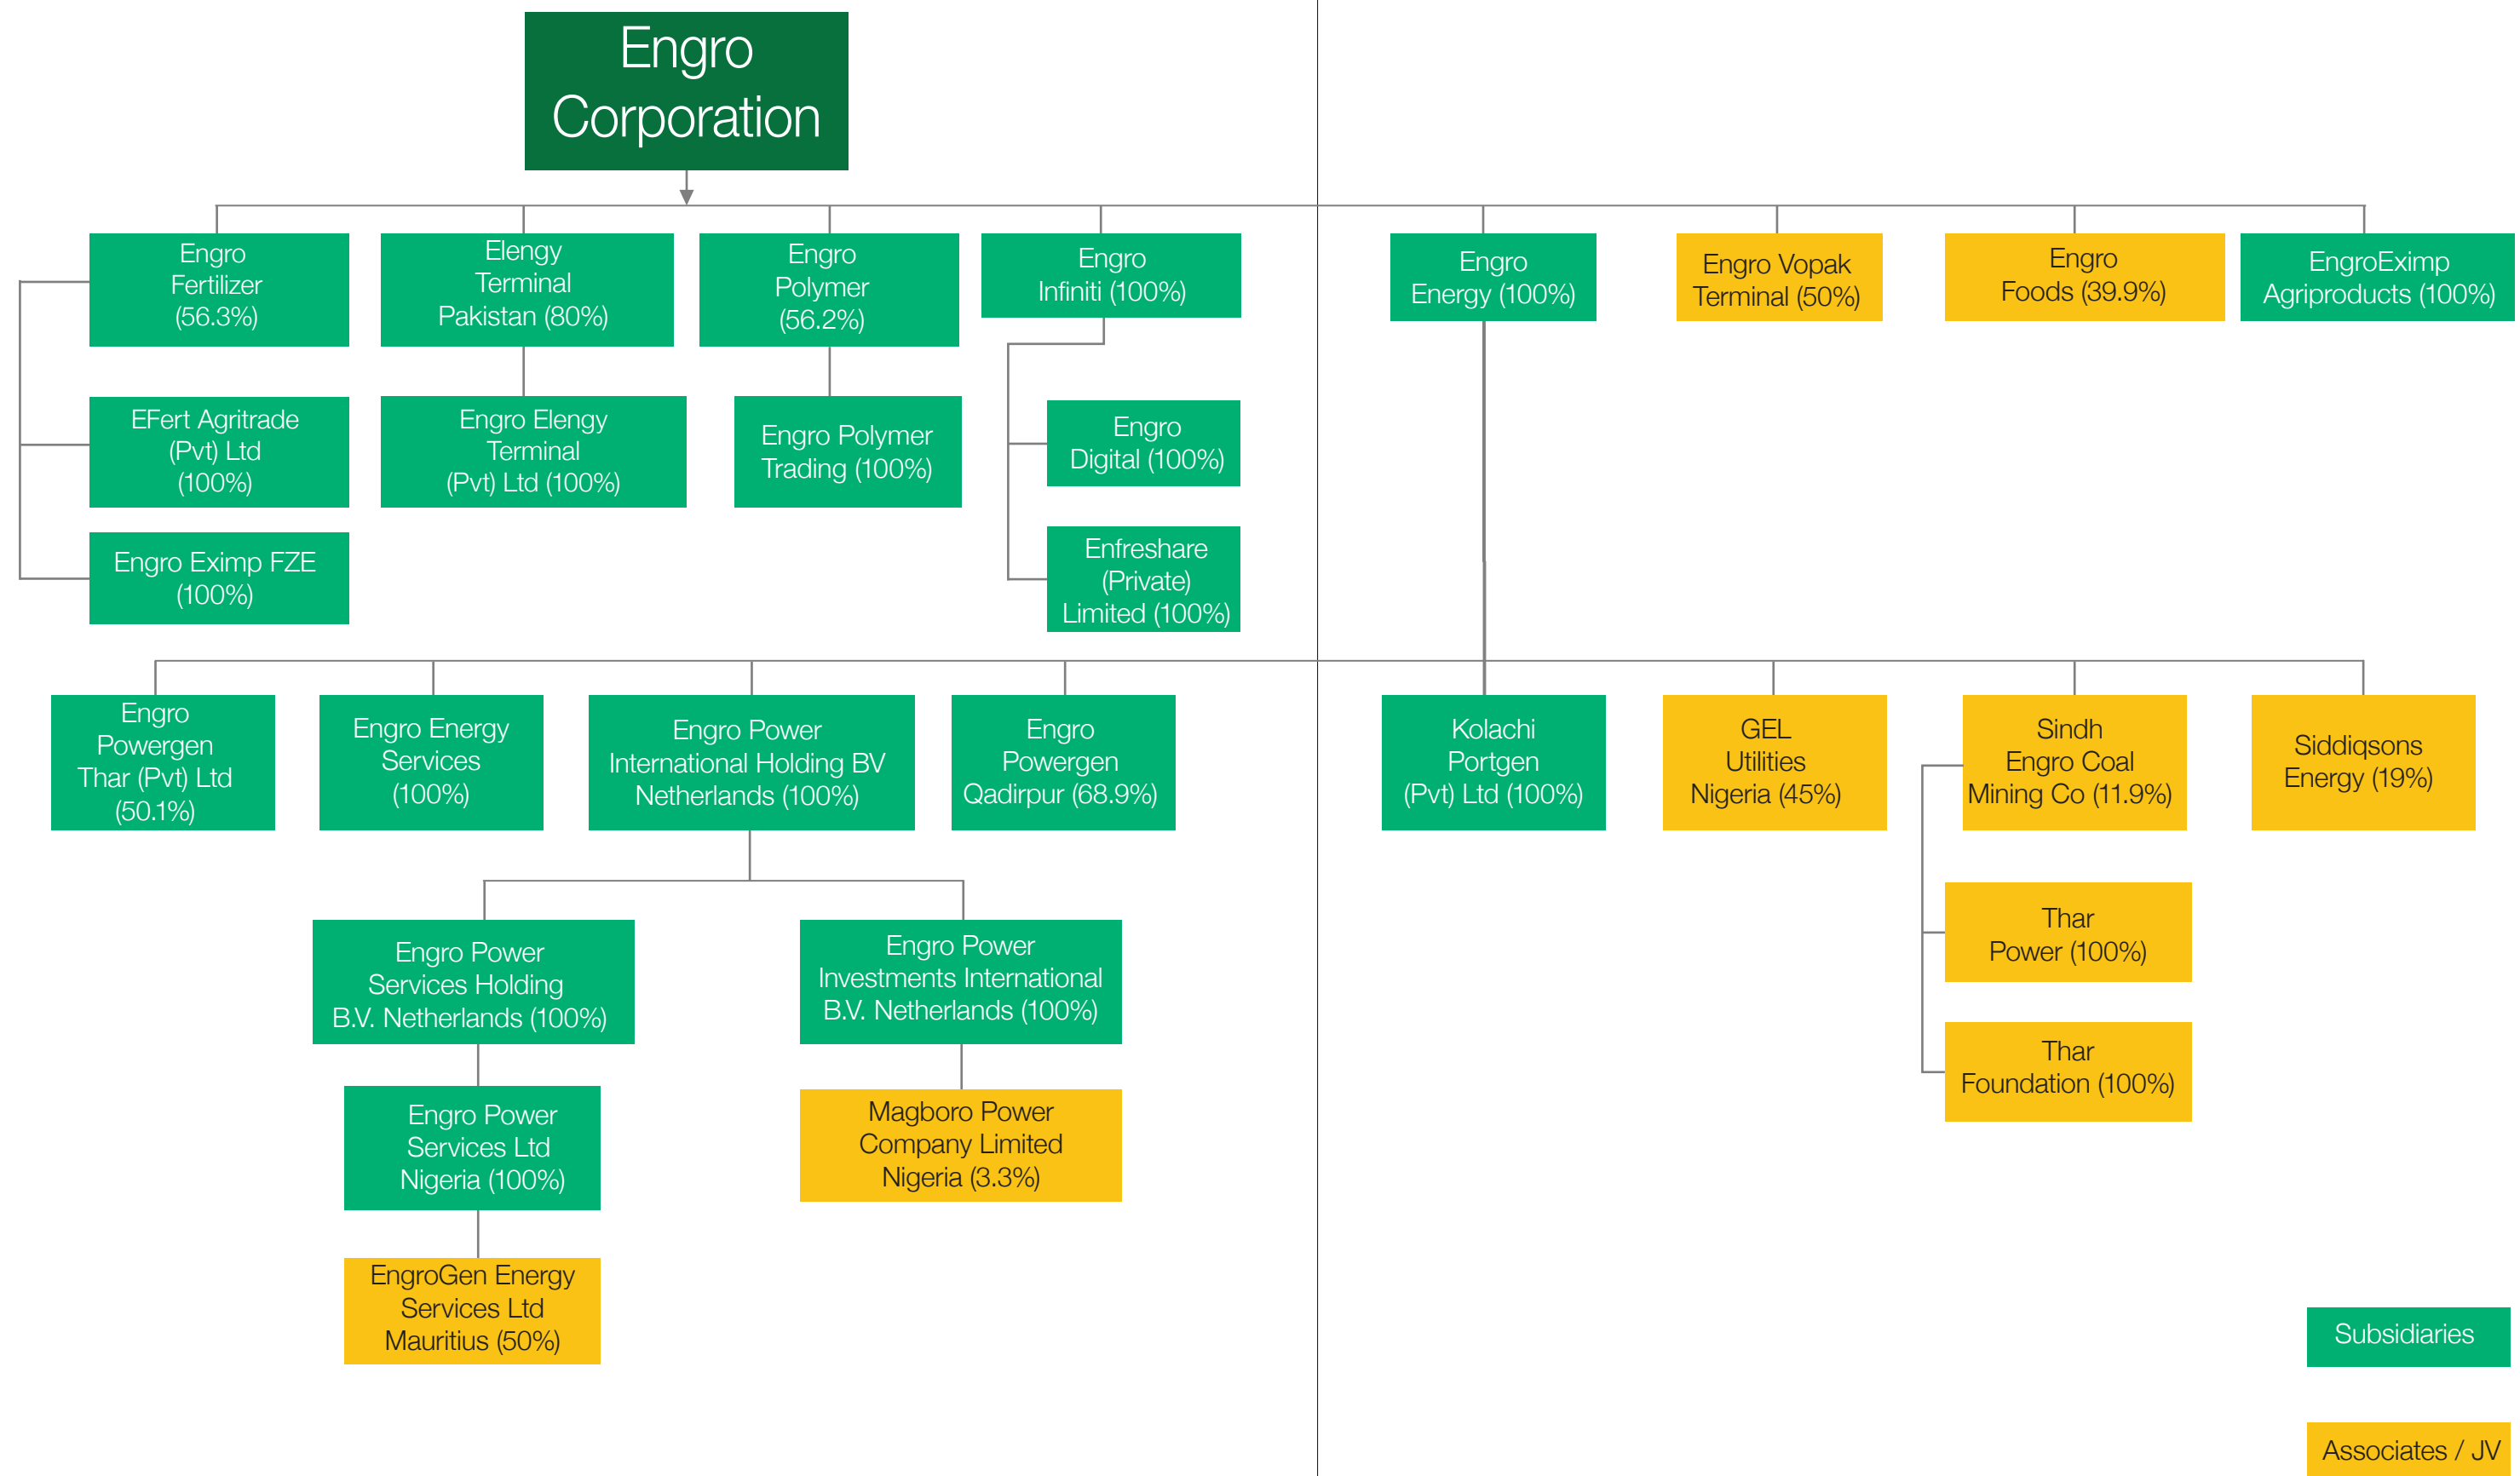 Engro
Corporation
Engro
Fertilizer
(56.3%)
Elengy
Terminal
Pakistan (80%)
Engro
Polymer
(56.2%)
Engro
Infiniti (100%)
Engro
Energy (100%)
Engro Vopak
Terminal (50%)
Engro
Foods (39.9%)
EngroEximp
Agriproducts (100%)
EFert Agritrade
(Pvt) Ltd
(100%)
Engro Elengy
Terminal
(Pvt) Ltd (100%)
Engro Polymer
Trading (100%)
Engro
Digital (100%)
Engro Eximp FZE
(100%)
Enfreshare
(Private)
Limited (100%)
Engro
Powergen
Thar (Pvt) Ltd
(50.1%)
Engro Energy
Services
(100%)
Engro Power
International Holding BV
Netherlands (100%)
Engro
Powergen
Qadirpur (68.9%)
Kolachi
Portgen
(Pvt) Ltd (100%)
GEL
Utilities
Nigeria (45%)
Sindh
Engro Coal
Mining Co (11.9%)
Siddiqsons
Energy (19%)
Engro Power
Services Holding
B.V. Netherlands (100%)
Engro Power
Investments International
B.V. Netherlands (100%)
Thar
Power (100%)
Thar
Foundation (100%)
Engro Power
Services Ltd
Nigeria (100%)
Magboro Power
Company Limited
Nigeria (3.3%)
EngroGen Energy
Services Ltd
Mauritius (50%)
Subsidiaries
Associates / JV